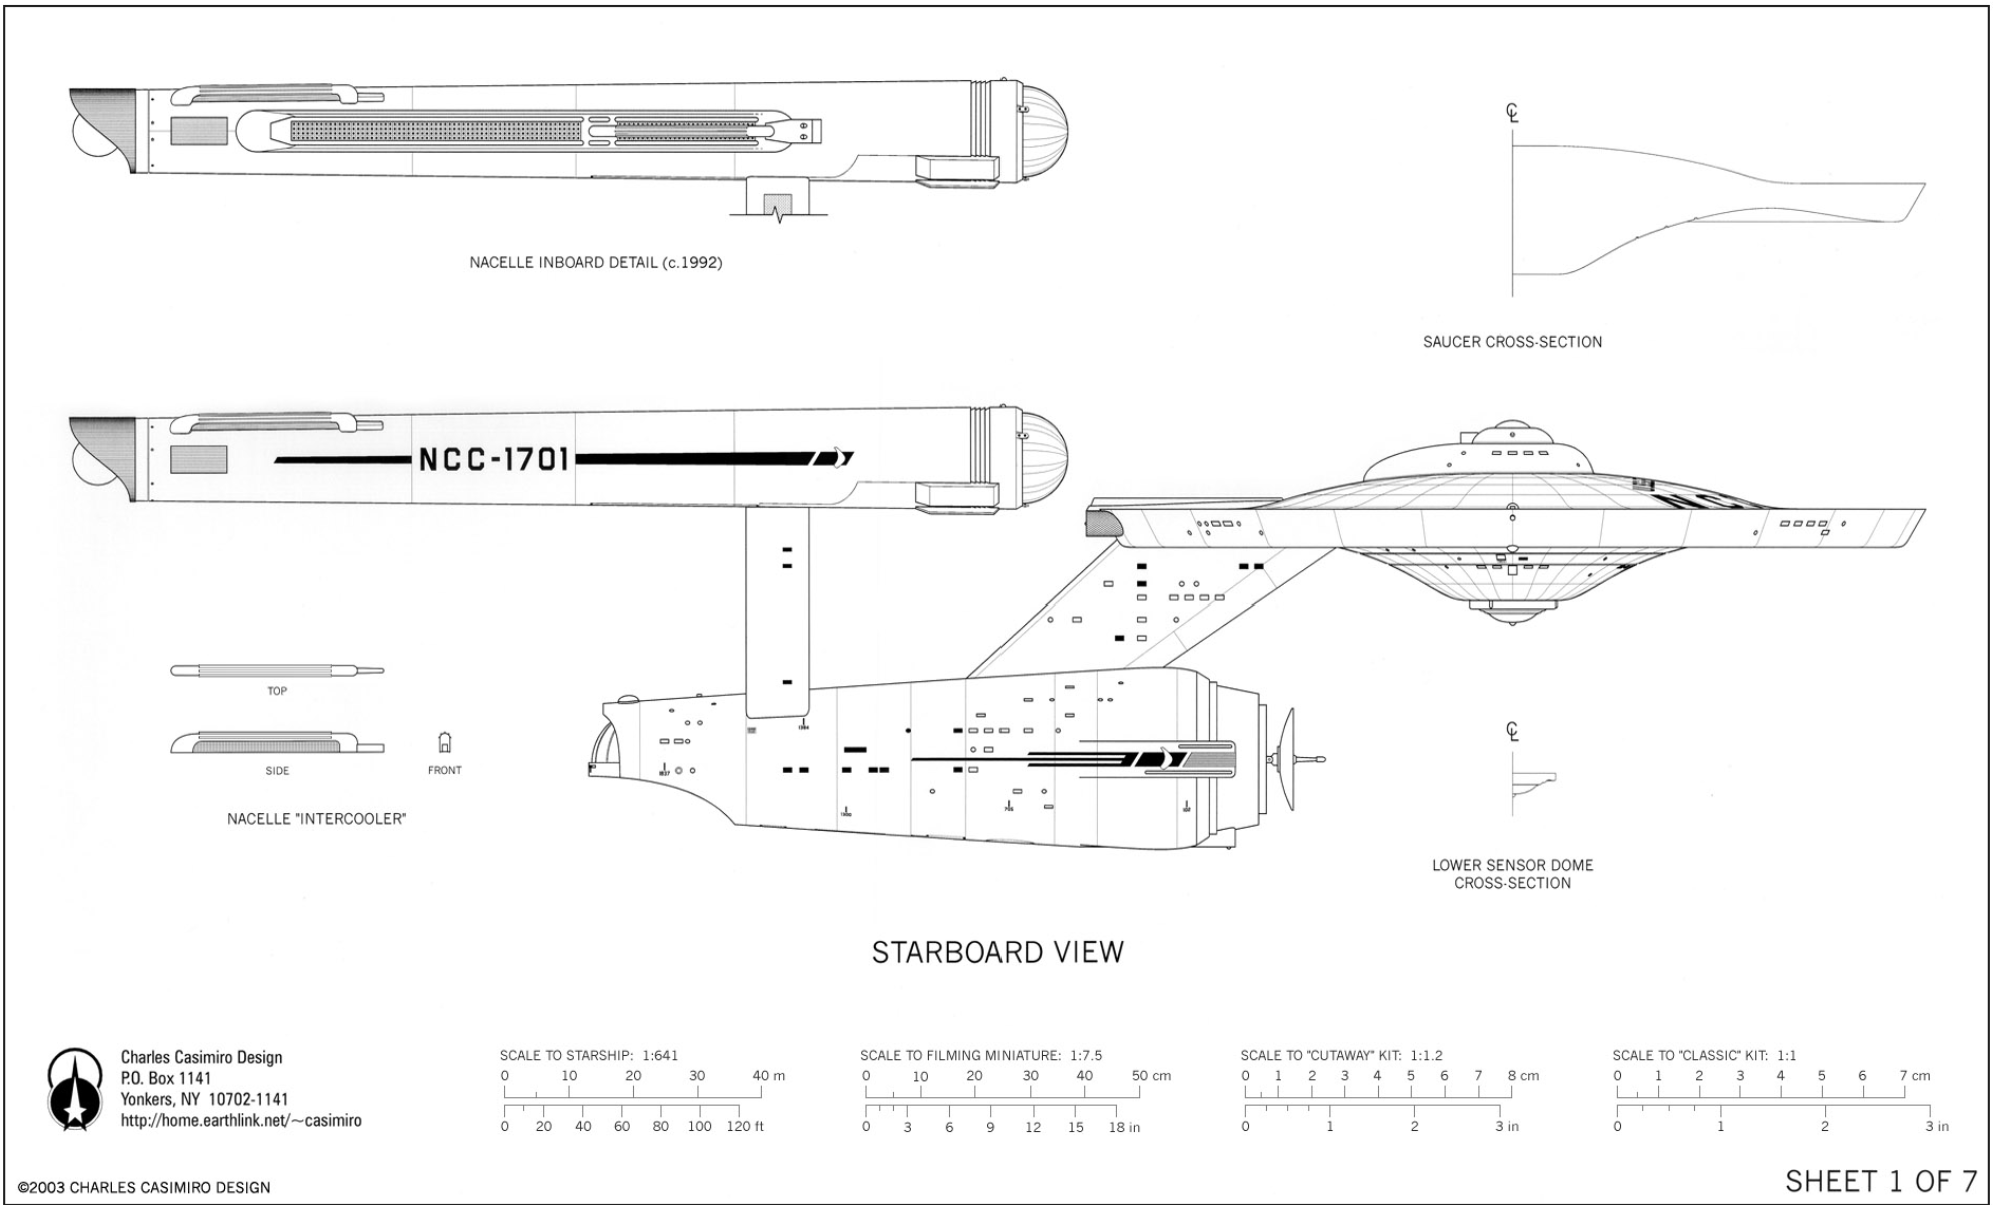 ℄
NACELLE INBOARD DETAIL (c.1992)
SAUCER CROSS-SECTION
NCC-1701
TOP
SIDE
FRONT
NACELLE "INTERCOOLER"
℄
LOWER SENSOR DOME
CROSS-SECTION
STARBOARD VIEW
Charles Casimiro Design
P.O. Box 1141
Yonkers, NY 10702-1141
http://home.earthlink.net/~casimiro
SCALE TO STARSHIP: 1:641
0 10 20 30 40 m
0 20 40 60 80 100 120 ft
SCALE TO FILMING MINIATURE: 1:7.5
0 10 20 30 40 50 cm
0 3 6 9 12 15 18 in
SCALE TO "CUTAWAY" KIT: 1:1.2
0 1 2 3 4 5 6 7 8 cm
0 1 2 3 in
SCALE TO "CLASSIC" KIT: 1:1
0 1 2 3 4 5 6 7 cm
0 1 2 3 in
©2003 CHARLES CASIMIRO DESIGN
SHEET 1 OF 7